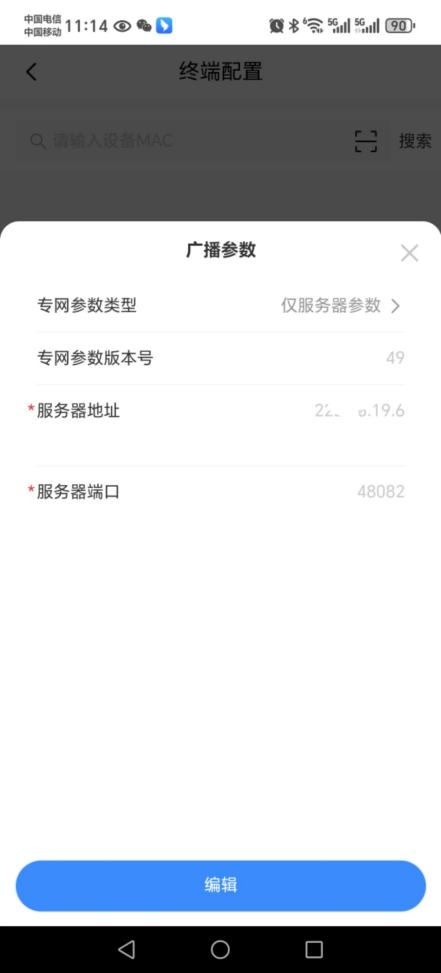 中国电信
中国移动
11:14
6
5G
5G
90
终端配置
请输入设备MAC
搜索
广播参数
专网参数类型 仅服务器参数
专网参数版本号 49
*服务器地址 .19.6
*服务器端口 48082
编辑